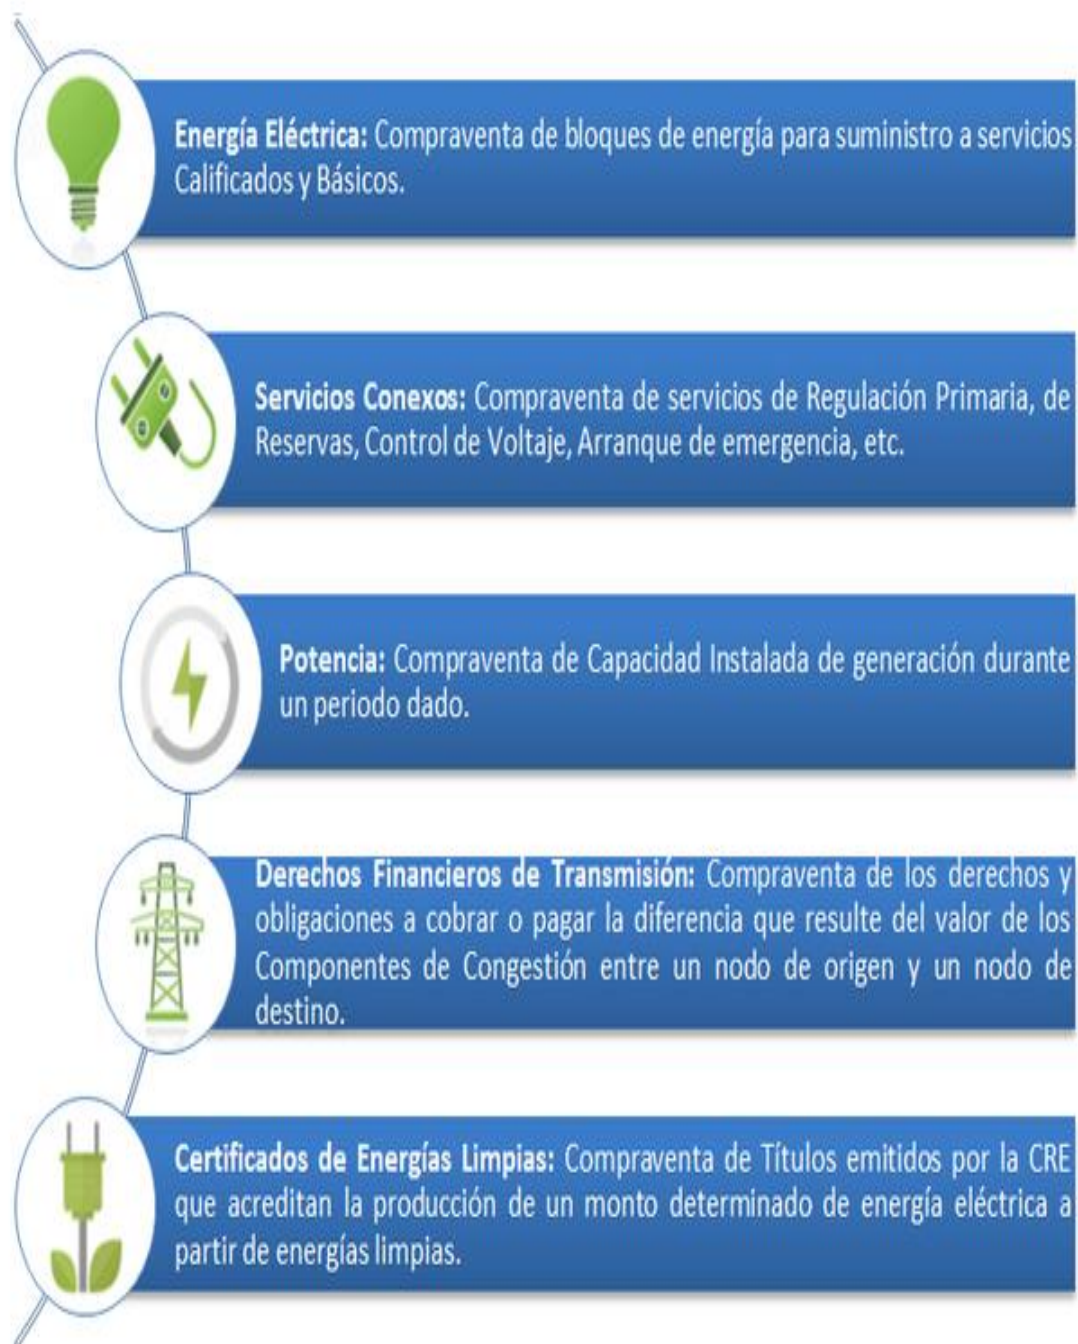 Energía Eléctrica: Compraventa de bloques de energía para suministro a servicios
Calificados y Básicos.
Servicios Conexos: Compraventa de servicios de Regulación Primaria, de
Reservas, Control de Voltaje, Arranque de emergencia, etc.
Potencia: Compraventa de Capacidad Instalada de generación durante
un periodo dado.
Derechos Financieros de Transmisión: Compraventa de los derechos y
obligaciones a cobrar o pagar la diferencia que resulte del valor de los
Componentes de Congestión entre un nodo de origen y un nodo de
destino.
Certificados de Energías Limpias: Compraventa de Títulos emitidos por la CRE
que acreditan la producción de un monto determinado de energía eléctrica a
partir de energías limpias.